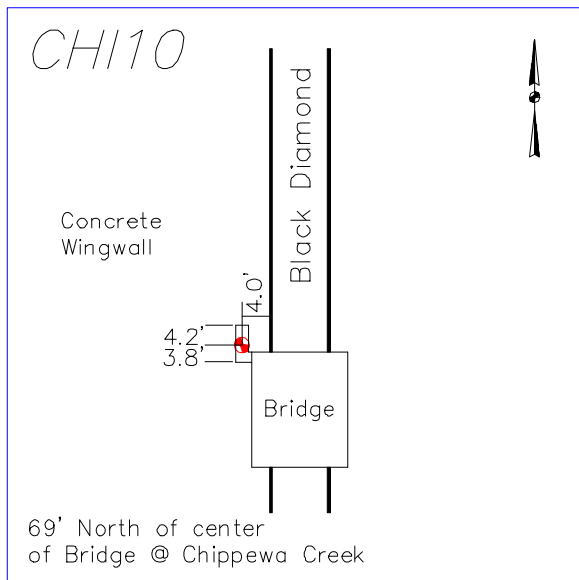 CHI10
Black Diamond
Concrete
Wingwall
4.0'
4.2'
3.8'
Bridge
69' North of center
of Bridge @ Chippewa Creek